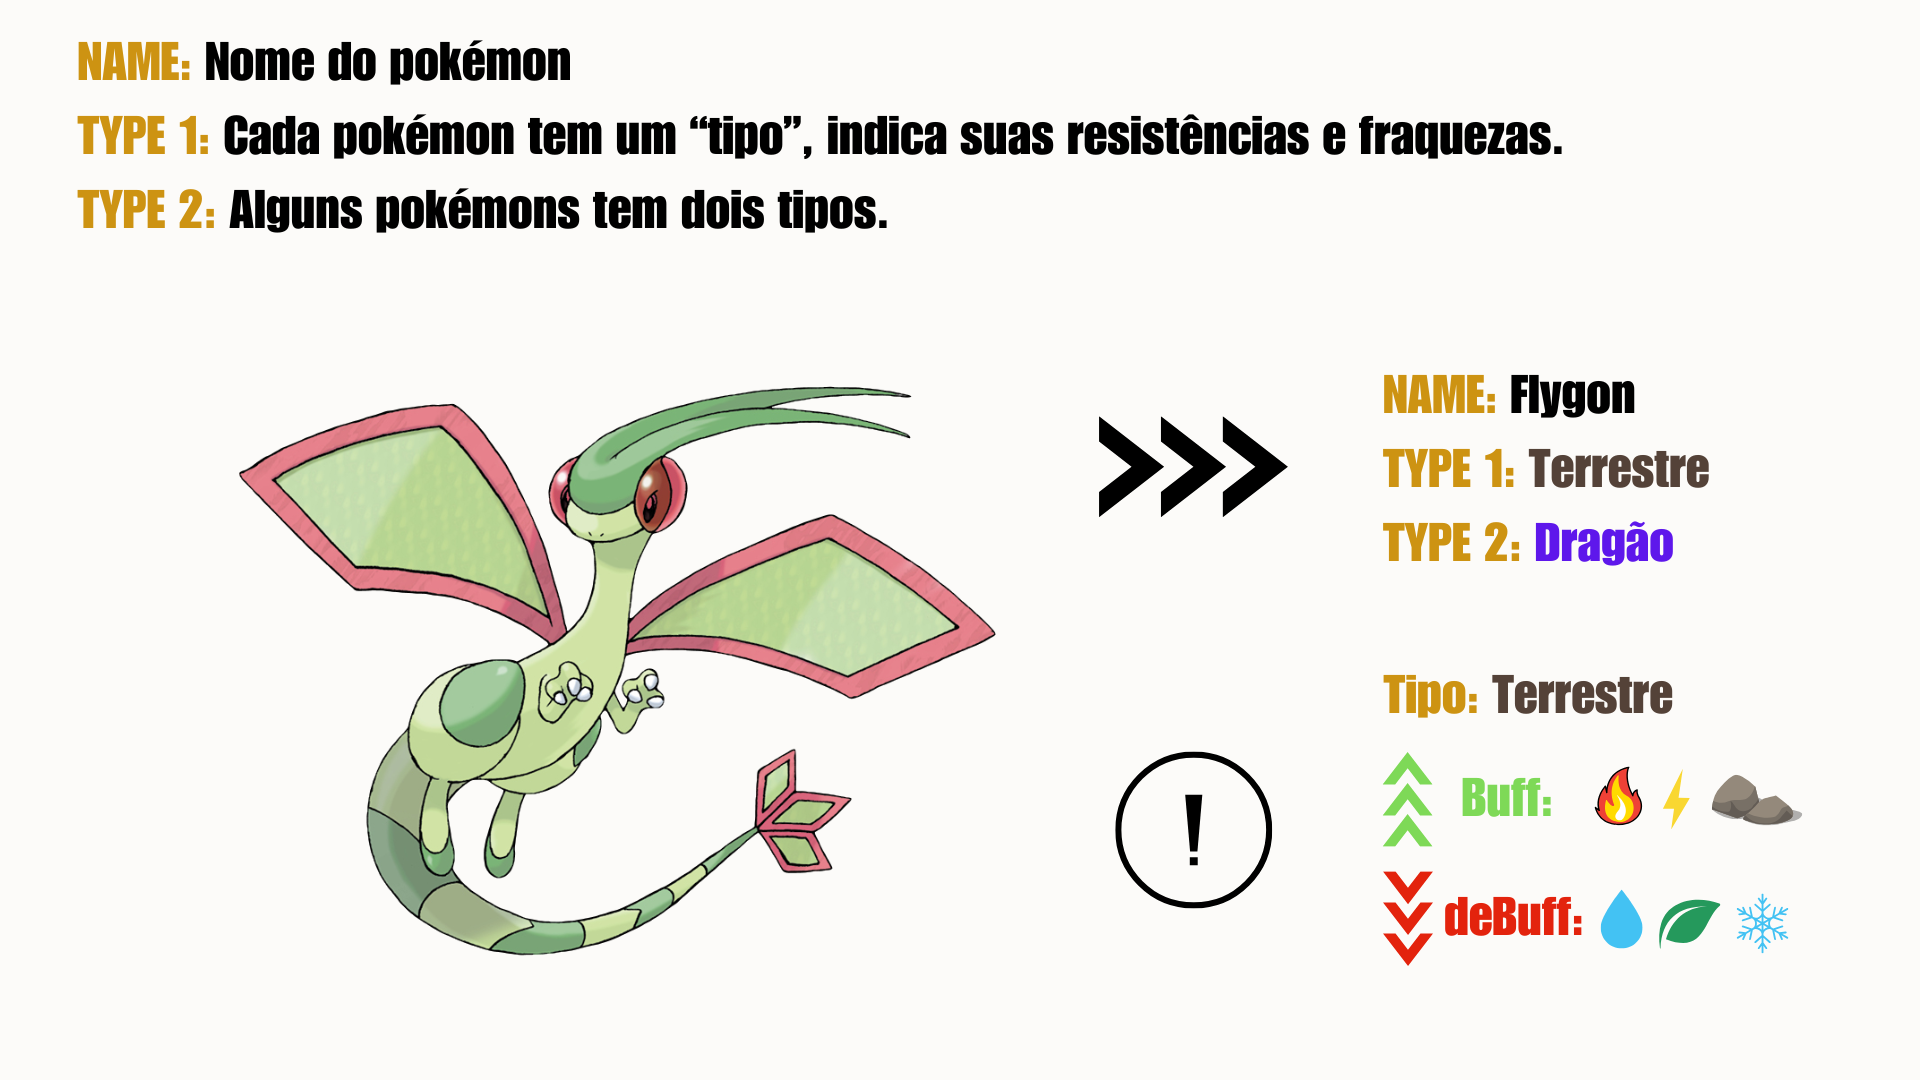 NAME: Nome do pokémon
TYPE 1: Cada pokémon tem um “tipo”, indica suas resistências e fraquezas.
TYPE 2: Alguns pokémons tem dois tipos.
NAME: Flygon
TYPE 1: Terrestre
TYPE 2: Dragão
Tipo: Terrestre
Buff:
!
deBuff: